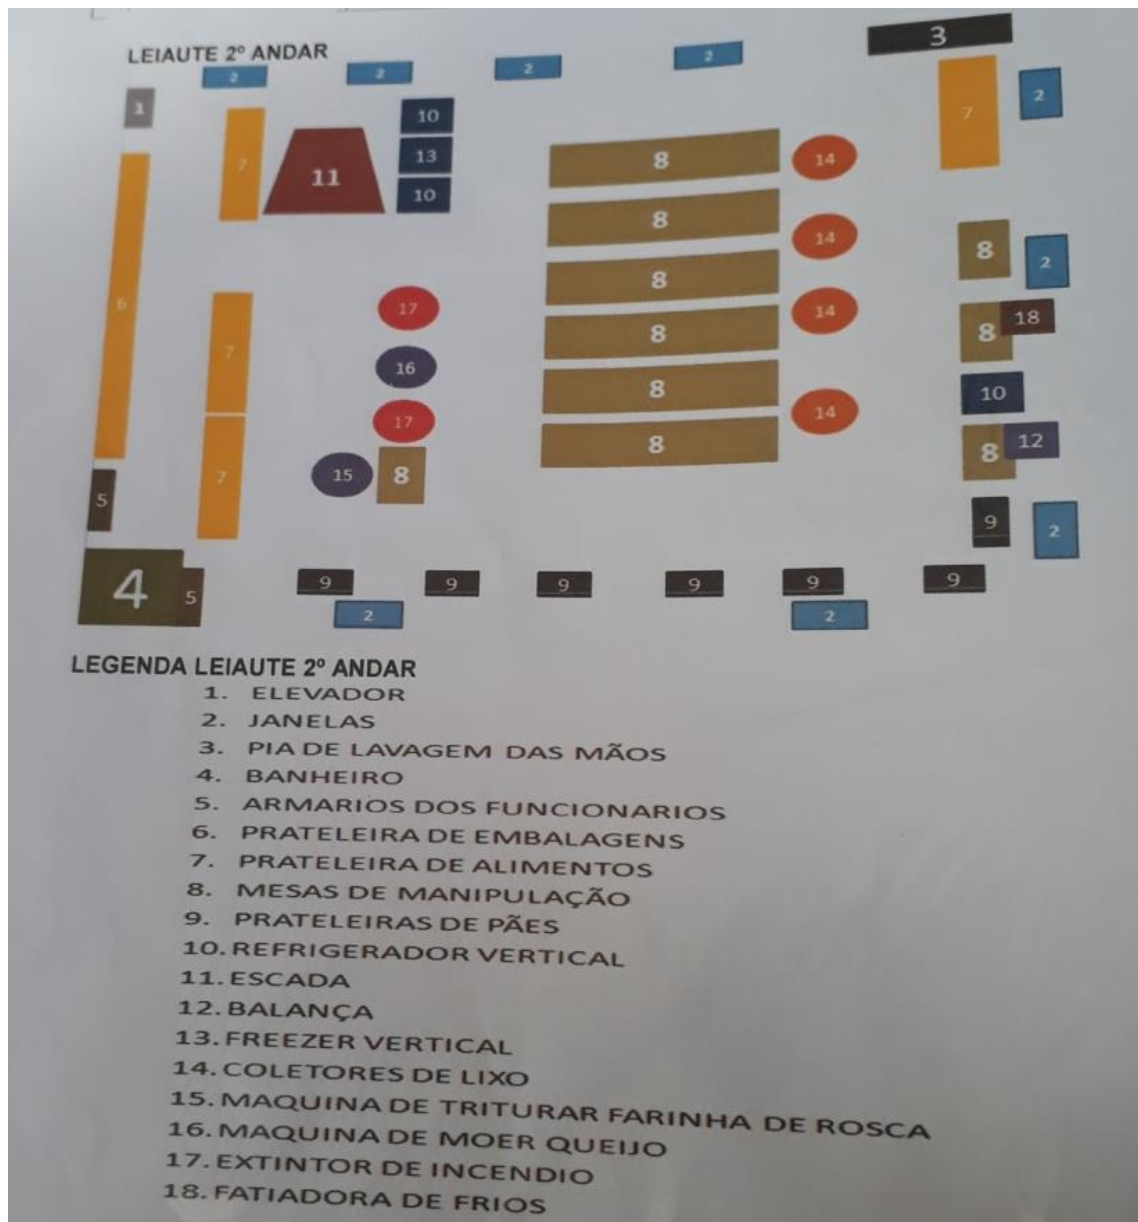 LEIAUTE 2º ANDAR
3
2 2 2 2
1 7 10 7 2
11 13 8 14
10
8 14
8 2
6 8
17 8 14 18
7 8
16 10
8
17 14 12
8 8
7 15 8
5 9 2
4 5 9 9 9 9 9 9
2 2
LEGENDA LEIAUTE 2º ANDAR
1. ELEVADOR
2. JANELAS
3. PIA DE LAVAGEM DAS MÃOS
4. BANHEIRO
5. ARMARIOS DOS FUNCIONARIOS
6. PRATELEIRA DE EMBALAGENS
7. PRATELEIRA DE ALIMENTOS
8. MESAS DE MANIPULAÇÃO
9. PRATELEIRAS DE PÃES
10. REFRIGERADOR VERTICAL
11. ESCADA
12. BALANÇA
13. FREEZER VERTICAL
14. COLETORES DE LIXO
15. MAQUINA DE TRITURAR FARINHA DE ROSCA
16. MAQUINA DE MOER QUEIJO
17. EXTINTOR DE INCENDIO
18. FATIADORA DE FRIOS